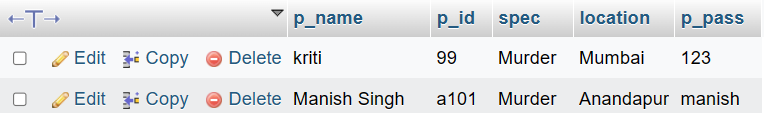 ←T→ p_name p_id spec location p_pass
Edit Copy Delete kriti 99 Murder Mumbai 123
Edit Copy Delete Manish Singh a101 Murder Anandapur manish